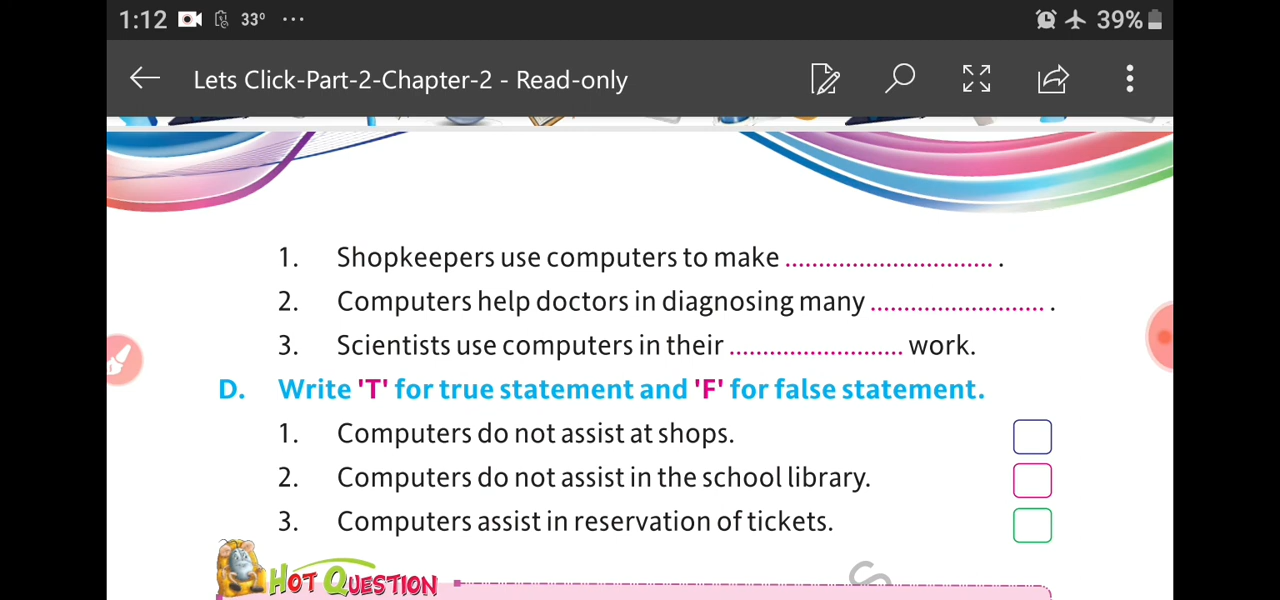 1:12 33° ... 39%
Lets Click-Part-2-Chapter-2 - Read-only
1. Shopkeepers use computers to make ............................... .
2. Computers help doctors in diagnosing many .......................... .
3. Scientists use computers in their .......................... work.
D. Write 'T' for true statement and 'F' for false statement.
1. Computers do not assist at shops.
2. Computers do not assist in the school library.
3. Computers assist in reservation of tickets.
HOT QUESTION